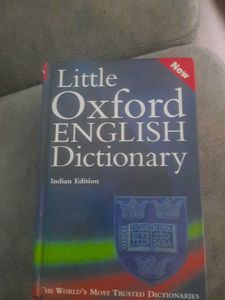 New
Little
Oxford
ENGLISH
Dictionary
Indian Edition
THE WORLD'S MOST TRUSTED DICTIONARIES